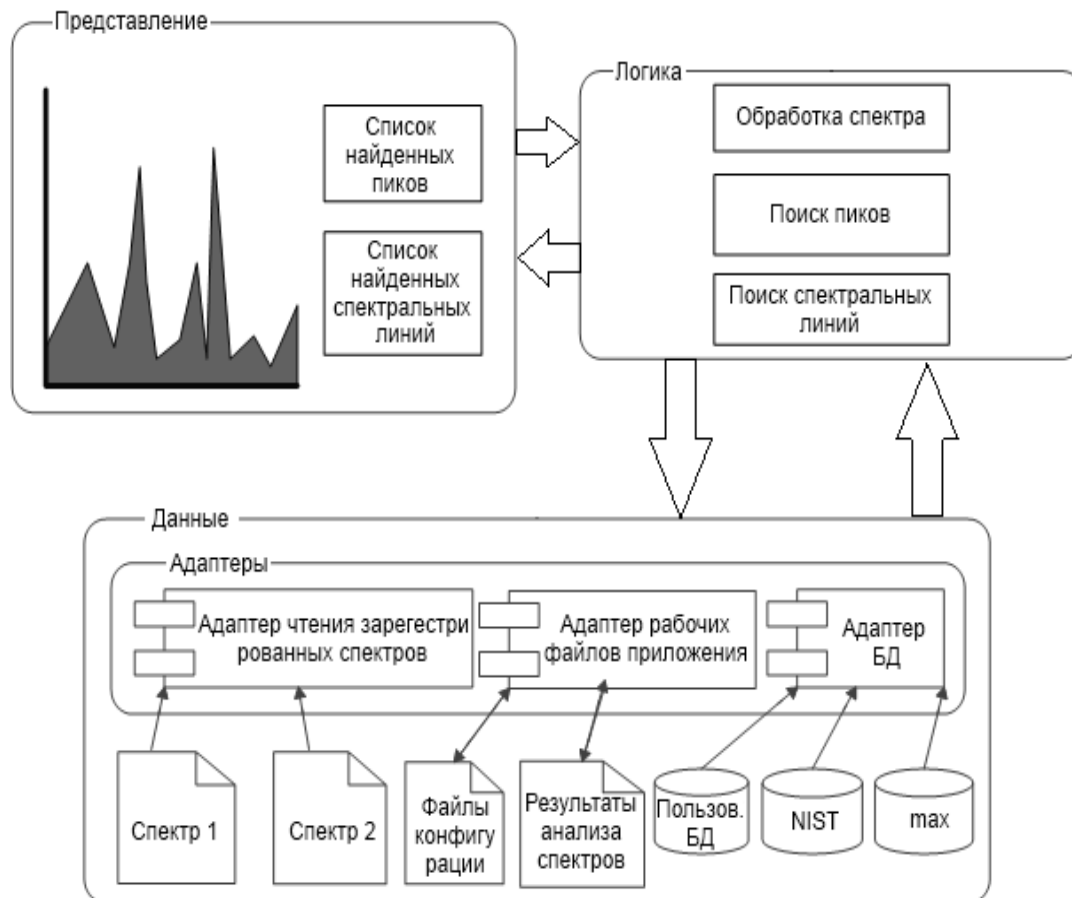 Представление
Список
найденных
пиков
Список
найденных
спектральных
линий
Логика
Обработка спектра
Поиск пиков
Поиск спектральных
линий
Данные
Адаптеры
Адаптер чтения зарегестри
рованных спектров
Адаптер рабочих
файлов приложения
Адаптер
БД
Спектр 1
Спектр 2
Файлы
конфигу
рации
Результаты
анализа
спектров
Пользов.
БД
NIST
max